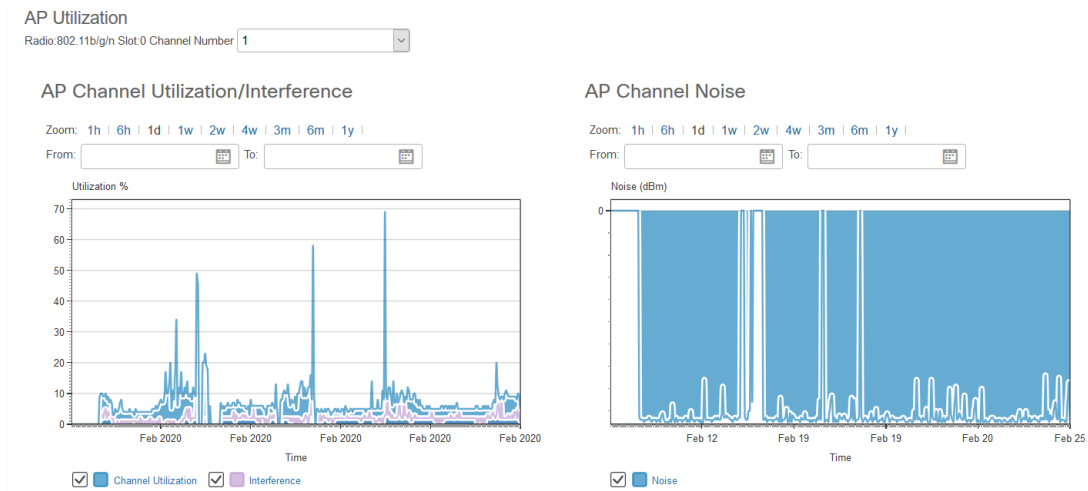 AP Utilization
Radio:802.11b/g/n Slot:0 Channel Number 1
AP Channel Utilization/Interference
Zoom: 1h | 6h | 1d | 1w | 2w | 4w | 3m | 6m | 1y |
From: To:
Utilization %
70
60
50
40
30
20
10
0
Feb 2020 Feb 2020 Feb 2020 Feb 2020 Feb 2020
Time
Channel Utilization Interference
AP Channel Noise
Zoom: 1h | 6h | 1d | 1w | 2w | 4w | 3m | 6m | 1y |
From: To:
Noise (dBm)
0
Feb 12 Feb 19 Feb 19 Feb 20 Feb 25
Time
Noise